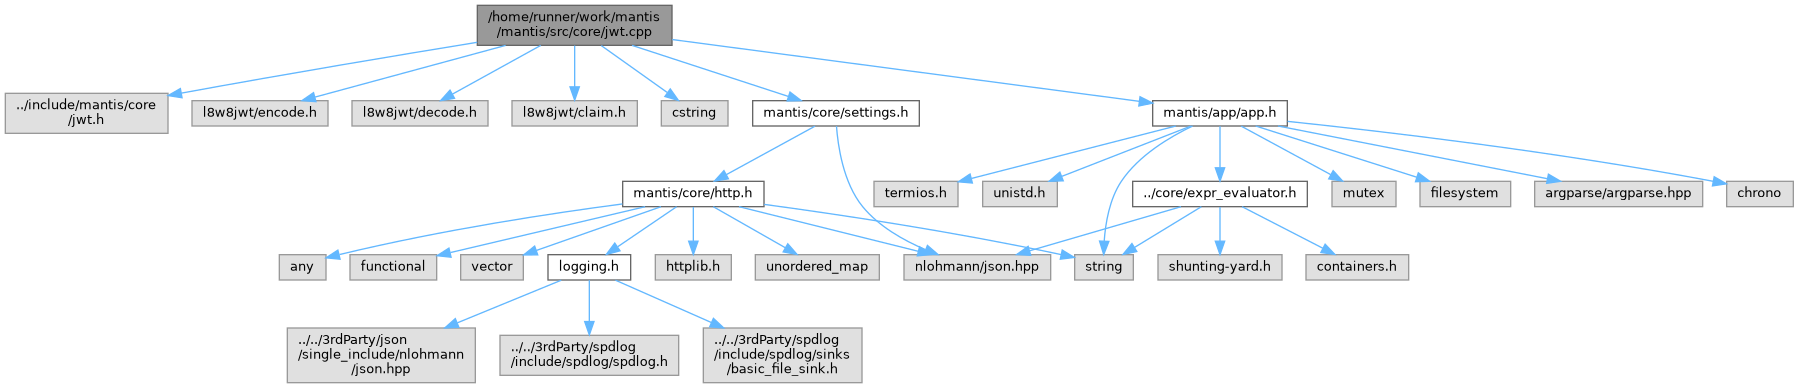 /home/runner/work/mantis
/mantis/src/core/jwt.cpp
../include/mantis/core
/jwt.h
l8w8jwt/encode.h
l8w8jwt/decode.h
l8w8jwt/claim.h
cstring
mantis/core/settings.h
mantis/app/app.h
mantis/core/http.h
termios.h
unistd.h
../core/expr_evaluator.h
mutex
filesystem
argparse/argparse.hpp
chrono
any
functional
vector
logging.h
httplib.h
unordered_map
nlohmann/json.hpp
string
shunting-yard.h
containers.h
../../3rdParty/json
/single_include/nlohmann
/json.hpp
../../3rdParty/spdlog
/include/spdlog/spdlog.h
../../3rdParty/spdlog
/include/spdlog/sinks
/basic_file_sink.h